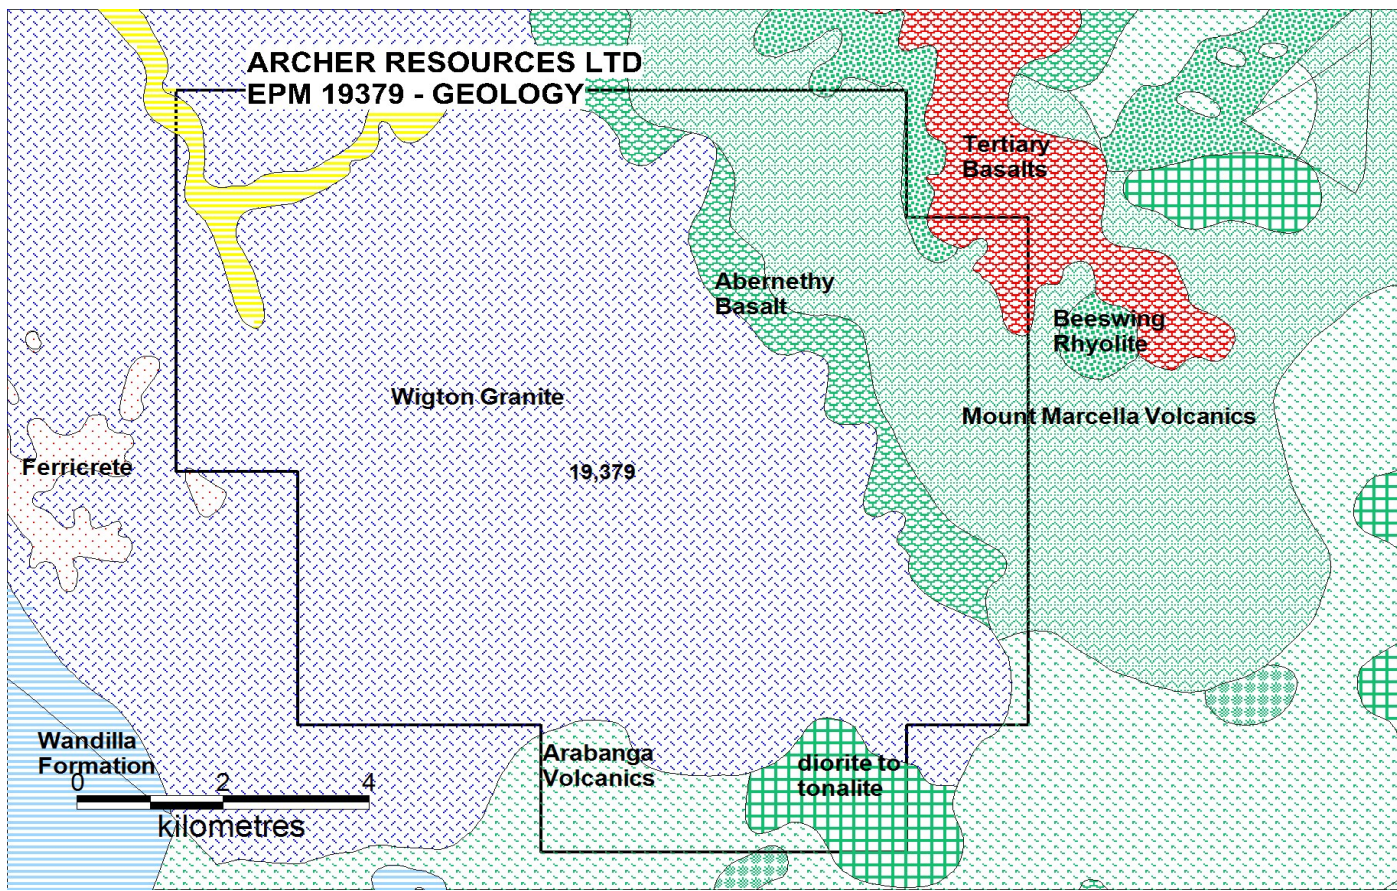 ARCHER RESOURCES LTD
EPM 19379 - GEOLOGY
Tertiary
Basalts
Abernethy
Basalt
Beeswing
Rhyolite
Wigton Granite
Mount Marcella Volcanics
Ferricrete
19,379
Wandilla
Formation
Arabanga
Volcanics
diorite to
tonalite
0 2 4
kilometres